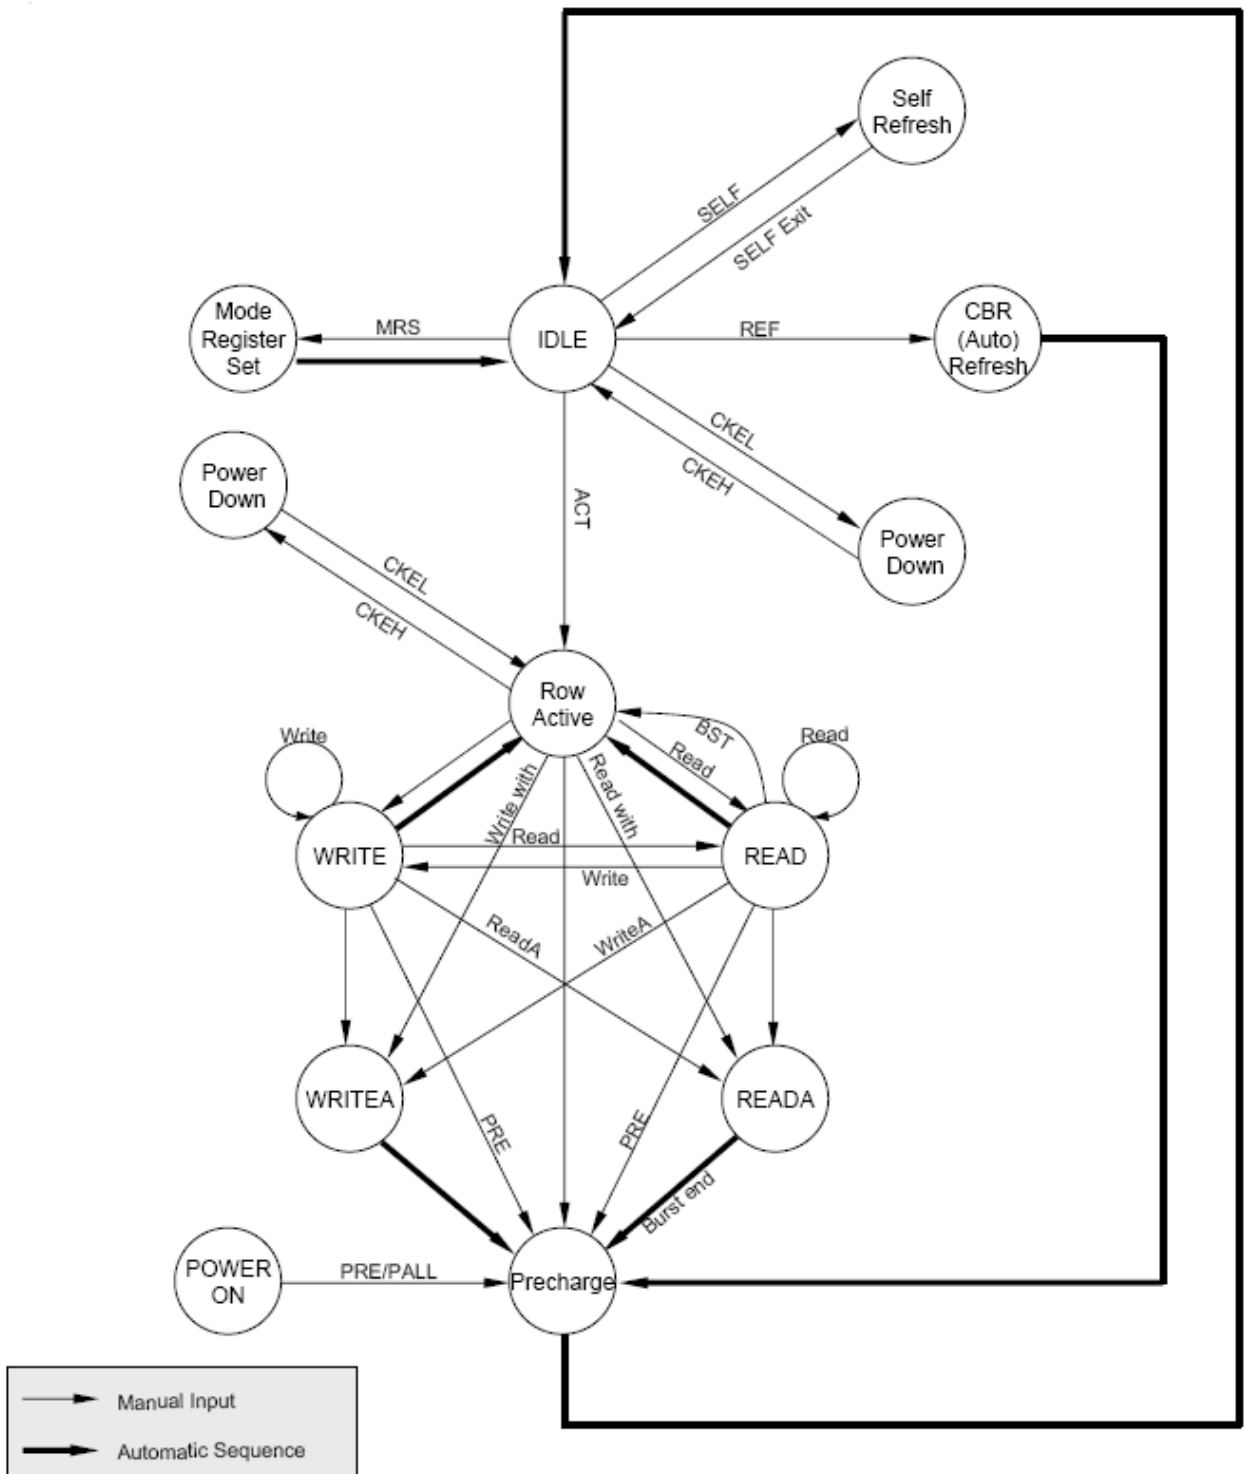 Self
Refresh
SELF
SELF Exit
Mode
Register
Set
MRS
IDLE
REF
CBR
(Auto)
Refresh
CKEL
CKEH
Power
Down
ACT
Power
Down
CKEL
CKEH
Row
Active
BST
Read
Write
Read
Write with
Read with
WRITE
Read
READ
Write
ReadA
WriteA
WRITEA
READA
PRE
PRE
Burst end
POWER
ON
PRE/PALL
Precharge
Manual Input
Automatic Sequence